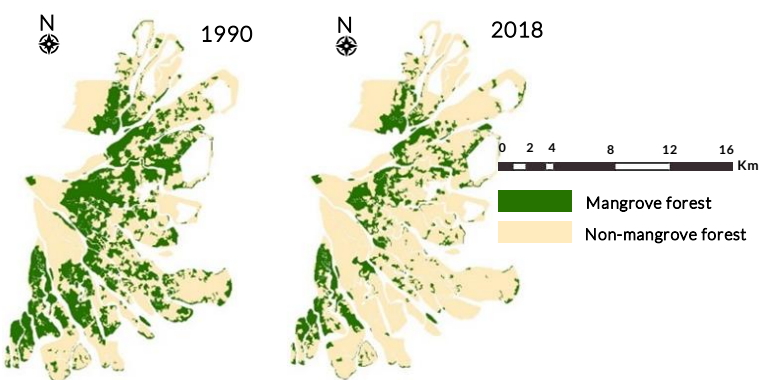 N
1990
N
2018
0 2 4 8 12 16
Km
Mangrove forest
Non-mangrove forest